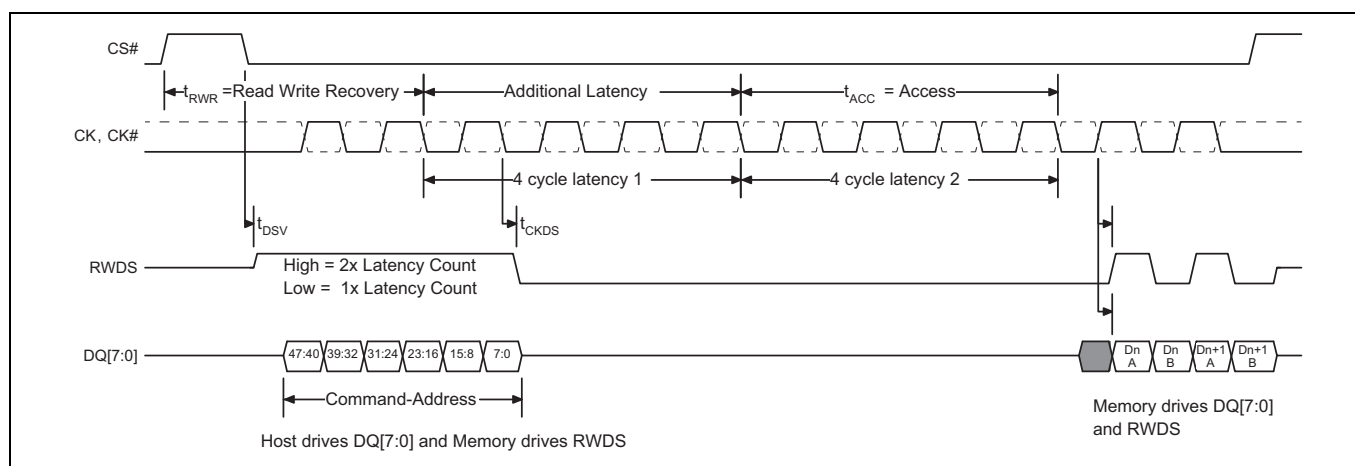 CS#
tRWR =Read Write Recovery
Additional Latency
tACC = Access
CK, CK#
4 cycle latency 1
4 cycle latency 2
tDSV
tCKDS
RWDS
High = 2x Latency Count
Low = 1x Latency Count
DQ[7:0]
47:40 39:32 31:24 23:16 15:8 7:0
Dn A
Dn B
Dn+1 A
Dn+1 B
Command-Address
Memory drives DQ[7:0]
and RWDS
Host drives DQ[7:0] and Memory drives RWDS